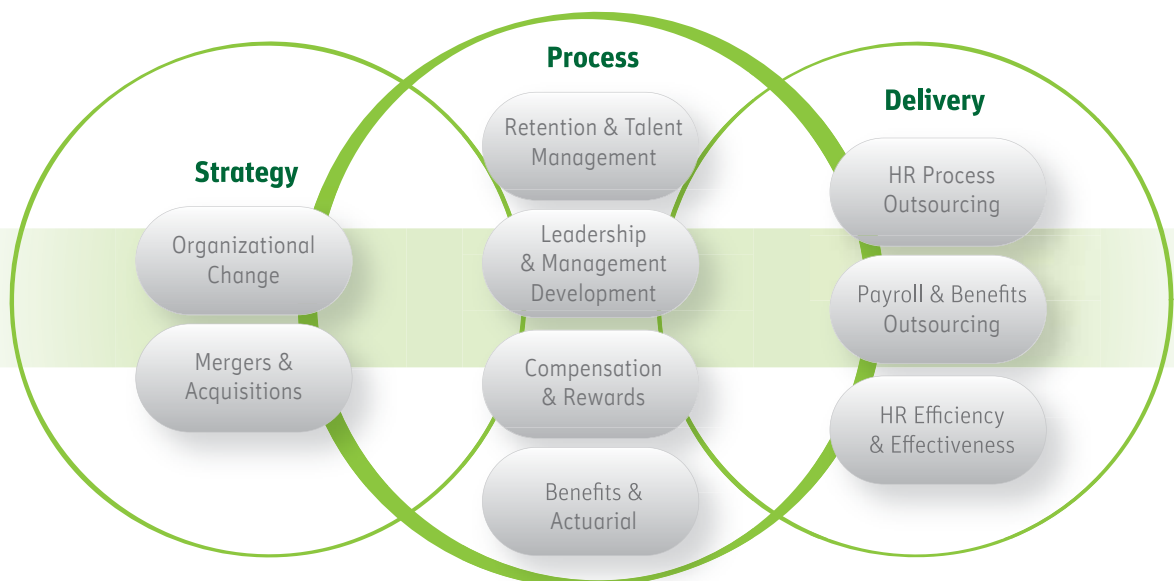 Strategy
Organizational
Change
Mergers &
Acquisitions
Process
Retention & Talent
Management
Leadership
& Management
Development
Compensation
& Rewards
Benefits &
Actuarial
Delivery
HR Process
Outsourcing
Payroll & Benefits
Outsourcing
HR Efficiency
& Effectiveness